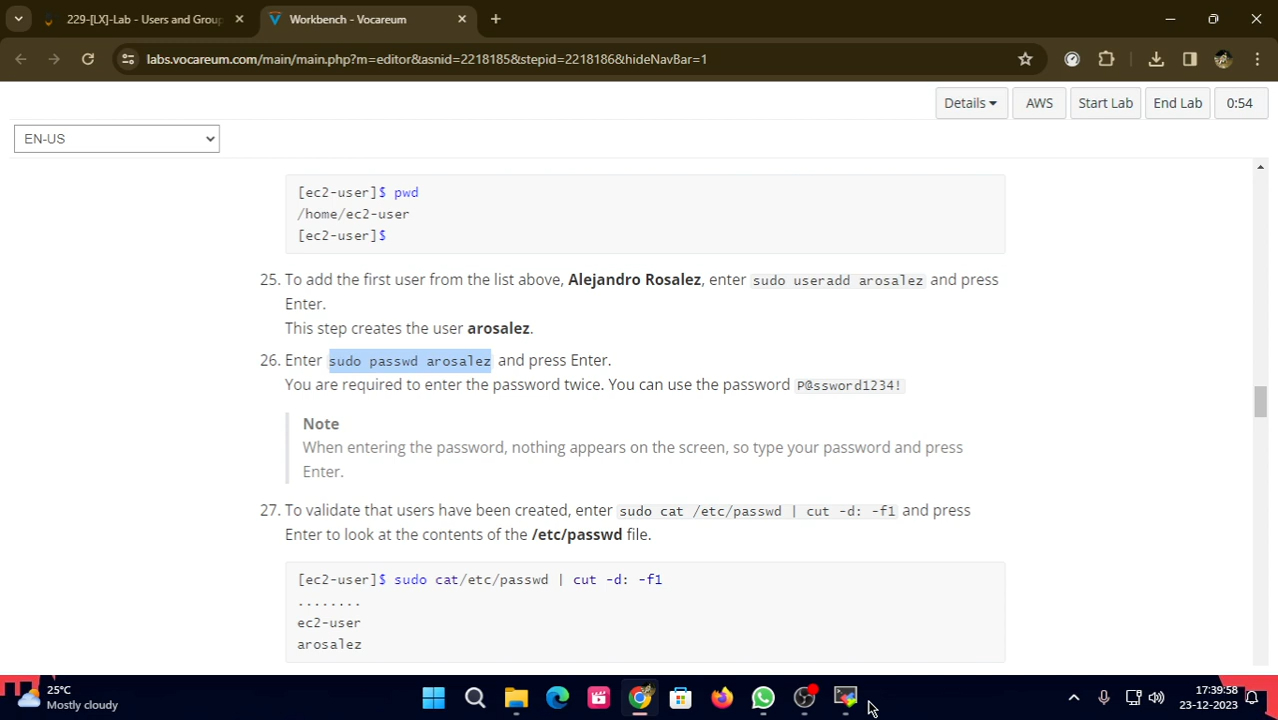 229-[LX]-Lab - Users and Group
Workbench - Vocareum
labs.vocareum.com/main/main.php?m=editor&asnid=2218185&stepid=2218186&hideNavBar=1
Details
AWS
Start Lab
End Lab
0:54
EN-US
[ec2-user]$ pwd
/home/ec2-user
[ec2-user]$
25. To add the first user from the list above, Alejandro Rosalez, enter sudo useradd arosalez and press
Enter.
This step creates the user arosalez.
26. Enter sudo passwd arosalez and press Enter.
You are required to enter the password twice. You can use the password P@ssword1234!
Note
When entering the password, nothing appears on the screen, so type your password and press
Enter.
27. To validate that users have been created, enter sudo cat /etc/passwd | cut -d: -f1 and press
Enter to look at the contents of the /etc/passwd file.
[ec2-user]$ sudo cat/etc/passwd | cut -d: -f1
........
ec2-user
arosalez
25°C
Mostly cloudy
17:39:58
23-12-2023